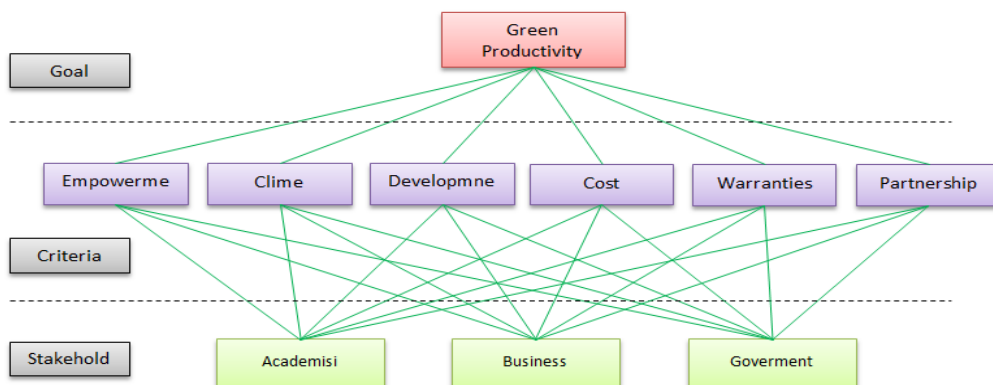 Green
Productivity
Goal
Empowerme
Clime
Developmne
Cost
Warranties
Partnership
Criteria
Stakehold
Academisi
Business
Goverment